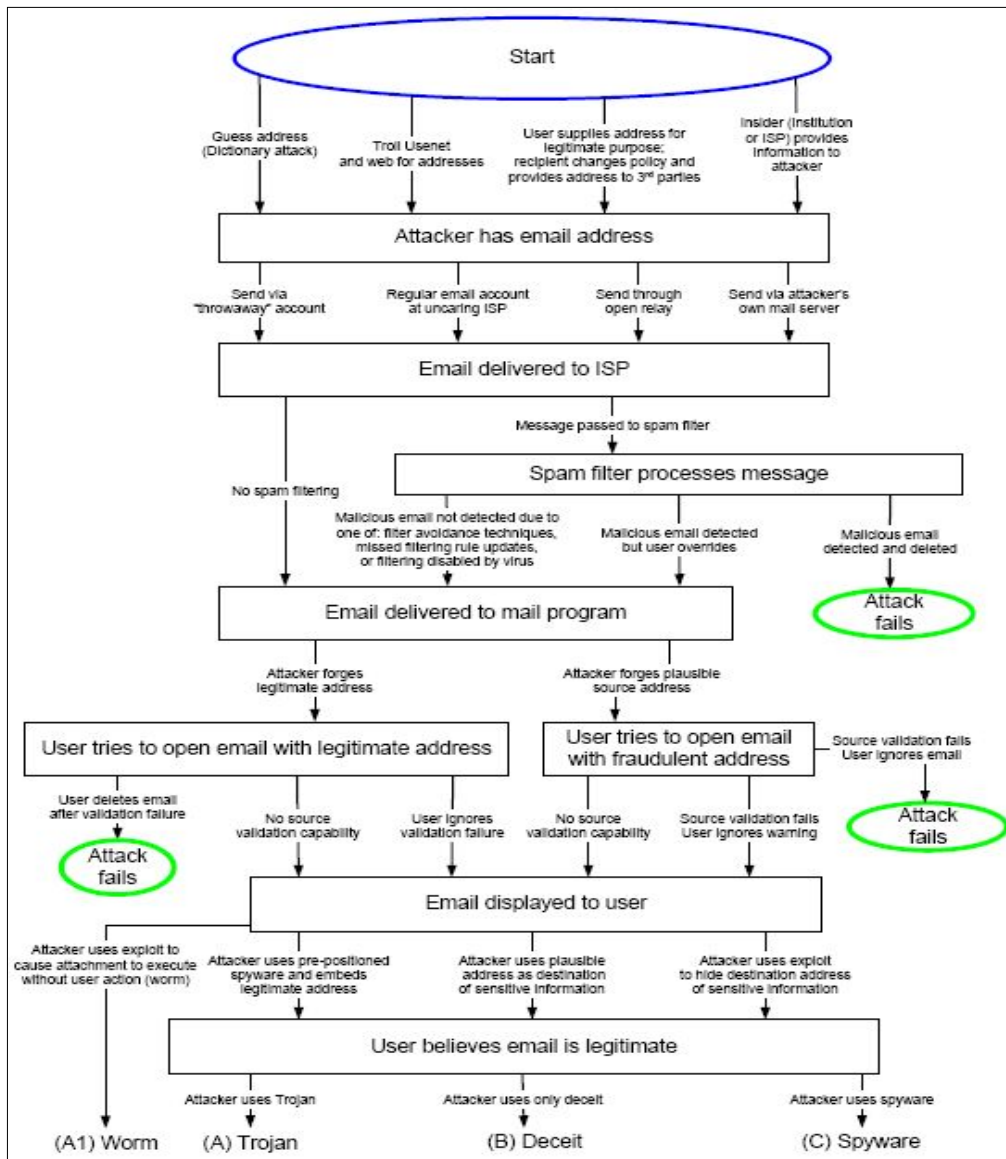 Start
Guess address
(Dictionary attack)
Troll Usenet
and web for addresses
User supplies address for
legitimate purpose;
recipient changes policy and
provides address to 3rd parties
Insider (Institution
or ISP) provides
information to
attacker
Attacker has email address
Send via
"throwaway" account
Regular email account
at uncaring ISP
Send through
open relay
Send via attacker's
own mail server
Email delivered to ISP
Message passed to spam filter
Spam filter processes message
No spam filtering
Malicious email not detected due to
one of: filter avoidance techniques,
missed filtering rule updates,
or filtering disabled by virus
Malicious email detected
but user overrides
Malicious email
detected and deleted
Attack
fails
Email delivered to mail program
Attacker forges
legitimate address
Attacker forges plausible
source address
User tries to open email with legitimate address
User tries to open email
with fraudulent address
Source validation fails
User ignores email
Attack
fails
User deletes email
after validation failure
Attack
fails
No source
validation capability
User ignores
validation failure
No source
validation capability
Source validation fails
User ignores warning
Email displayed to user
Attacker uses exploit to
cause attachment to execute
without user action (worm)
Attacker uses pre-positioned
spyware and embeds
legitimate address
Attacker uses plausible
address as destination
of sensitive information
Attacker uses exploit
to hide destination address
of sensitive information
User believes email is legitimate
Attacker uses Trojan
Attacker uses only deceit
Attacker uses spyware
(A1) Worm
(A) Trojan
(B) Deceit
(C) Spyware